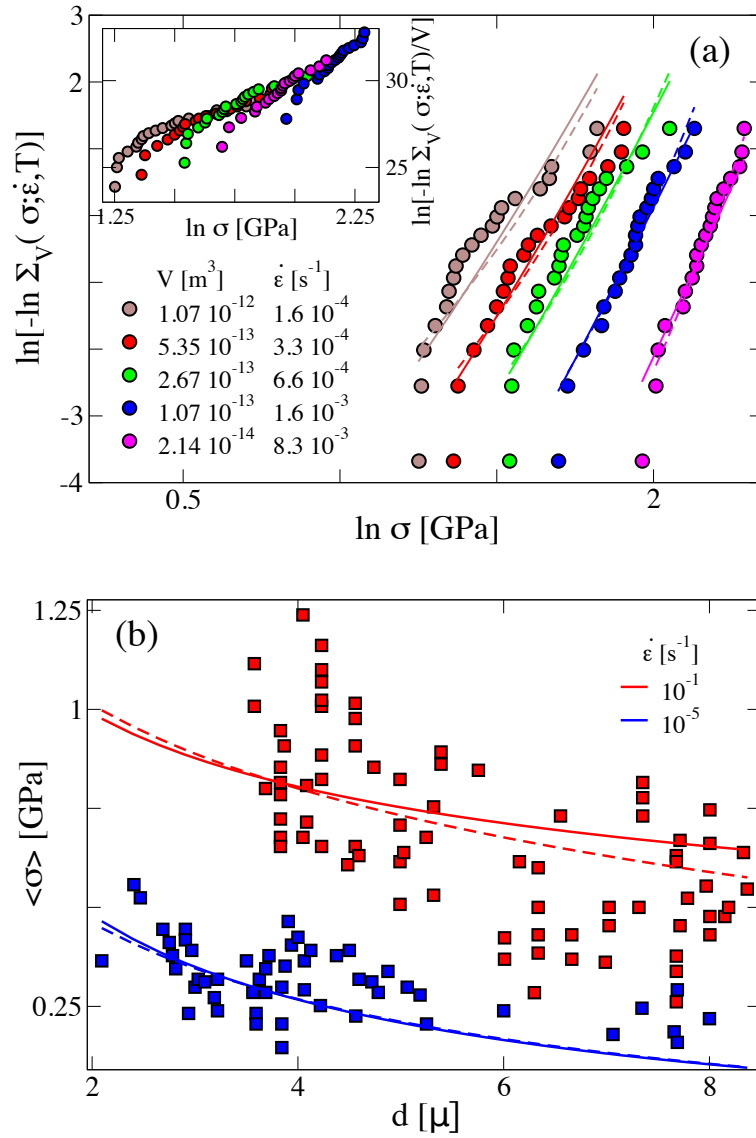 3
2
-3
-4
ln[-ln Σ_V( σ;ε̇,T)]
(a)
30
25
ln[-ln Σ_V( σ;ε̇,T)/V]
1.25
2.25
ln σ [GPa]
V [m³] ε̇ [s⁻¹]
1.07 10⁻¹² 1.6 10⁻⁴
5.35 10⁻¹³ 3.3 10⁻⁴
2.67 10⁻¹³ 6.6 10⁻⁴
1.07 10⁻¹³ 1.6 10⁻³
2.14 10⁻¹⁴ 8.3 10⁻³
0.5
2
ln σ [GPa]
(b)
1.25
1
0.25
<σ> [GPa]
ε̇ [s⁻¹]
10⁻¹
10⁻⁵
2 4 6 8
d [μ]